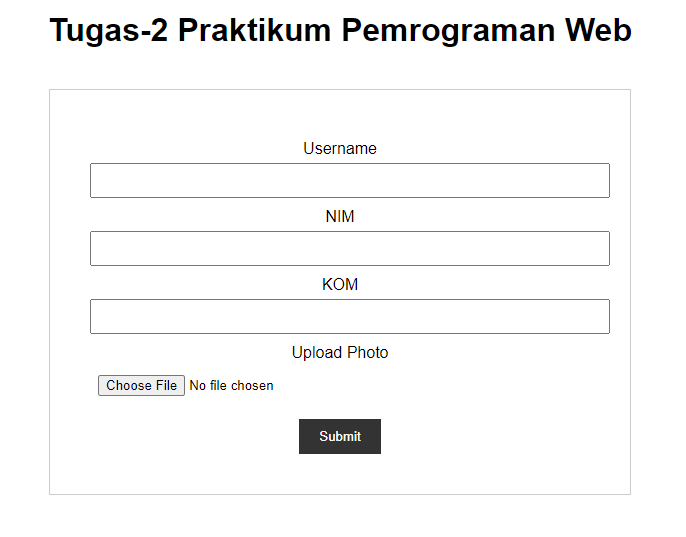 Tugas-2 Praktikum Pemrograman Web
Username
NIM
KOM
Upload Photo
Choose File No file chosen
Submit